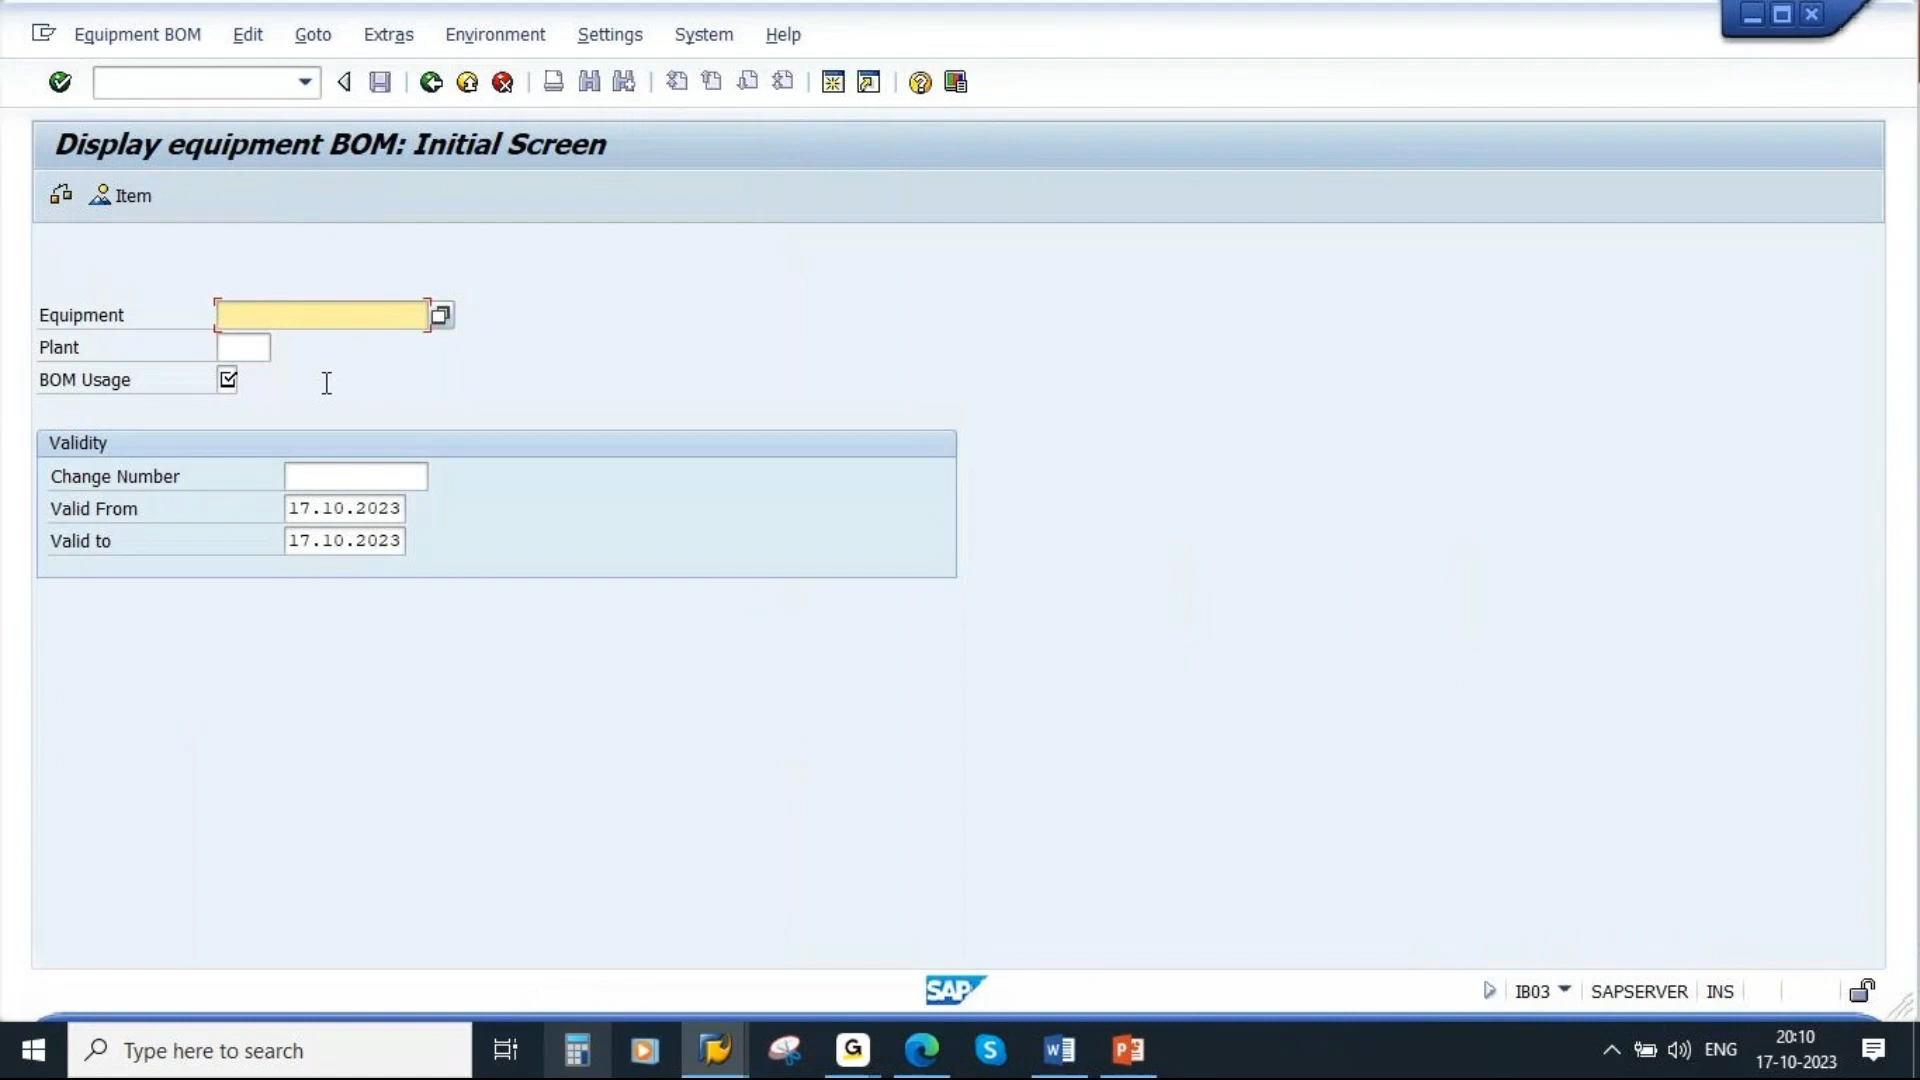 Equipment BOM Edit Goto Extras Environment Settings System Help
Display equipment BOM: Initial Screen
Item
Equipment
Plant
BOM Usage
Validity
Change Number
Valid From 17.10.2023
Valid to 17.10.2023
SAP IB03 SAPSERVER INS
Type here to search G S W P ENG 20:10
17-10-2023